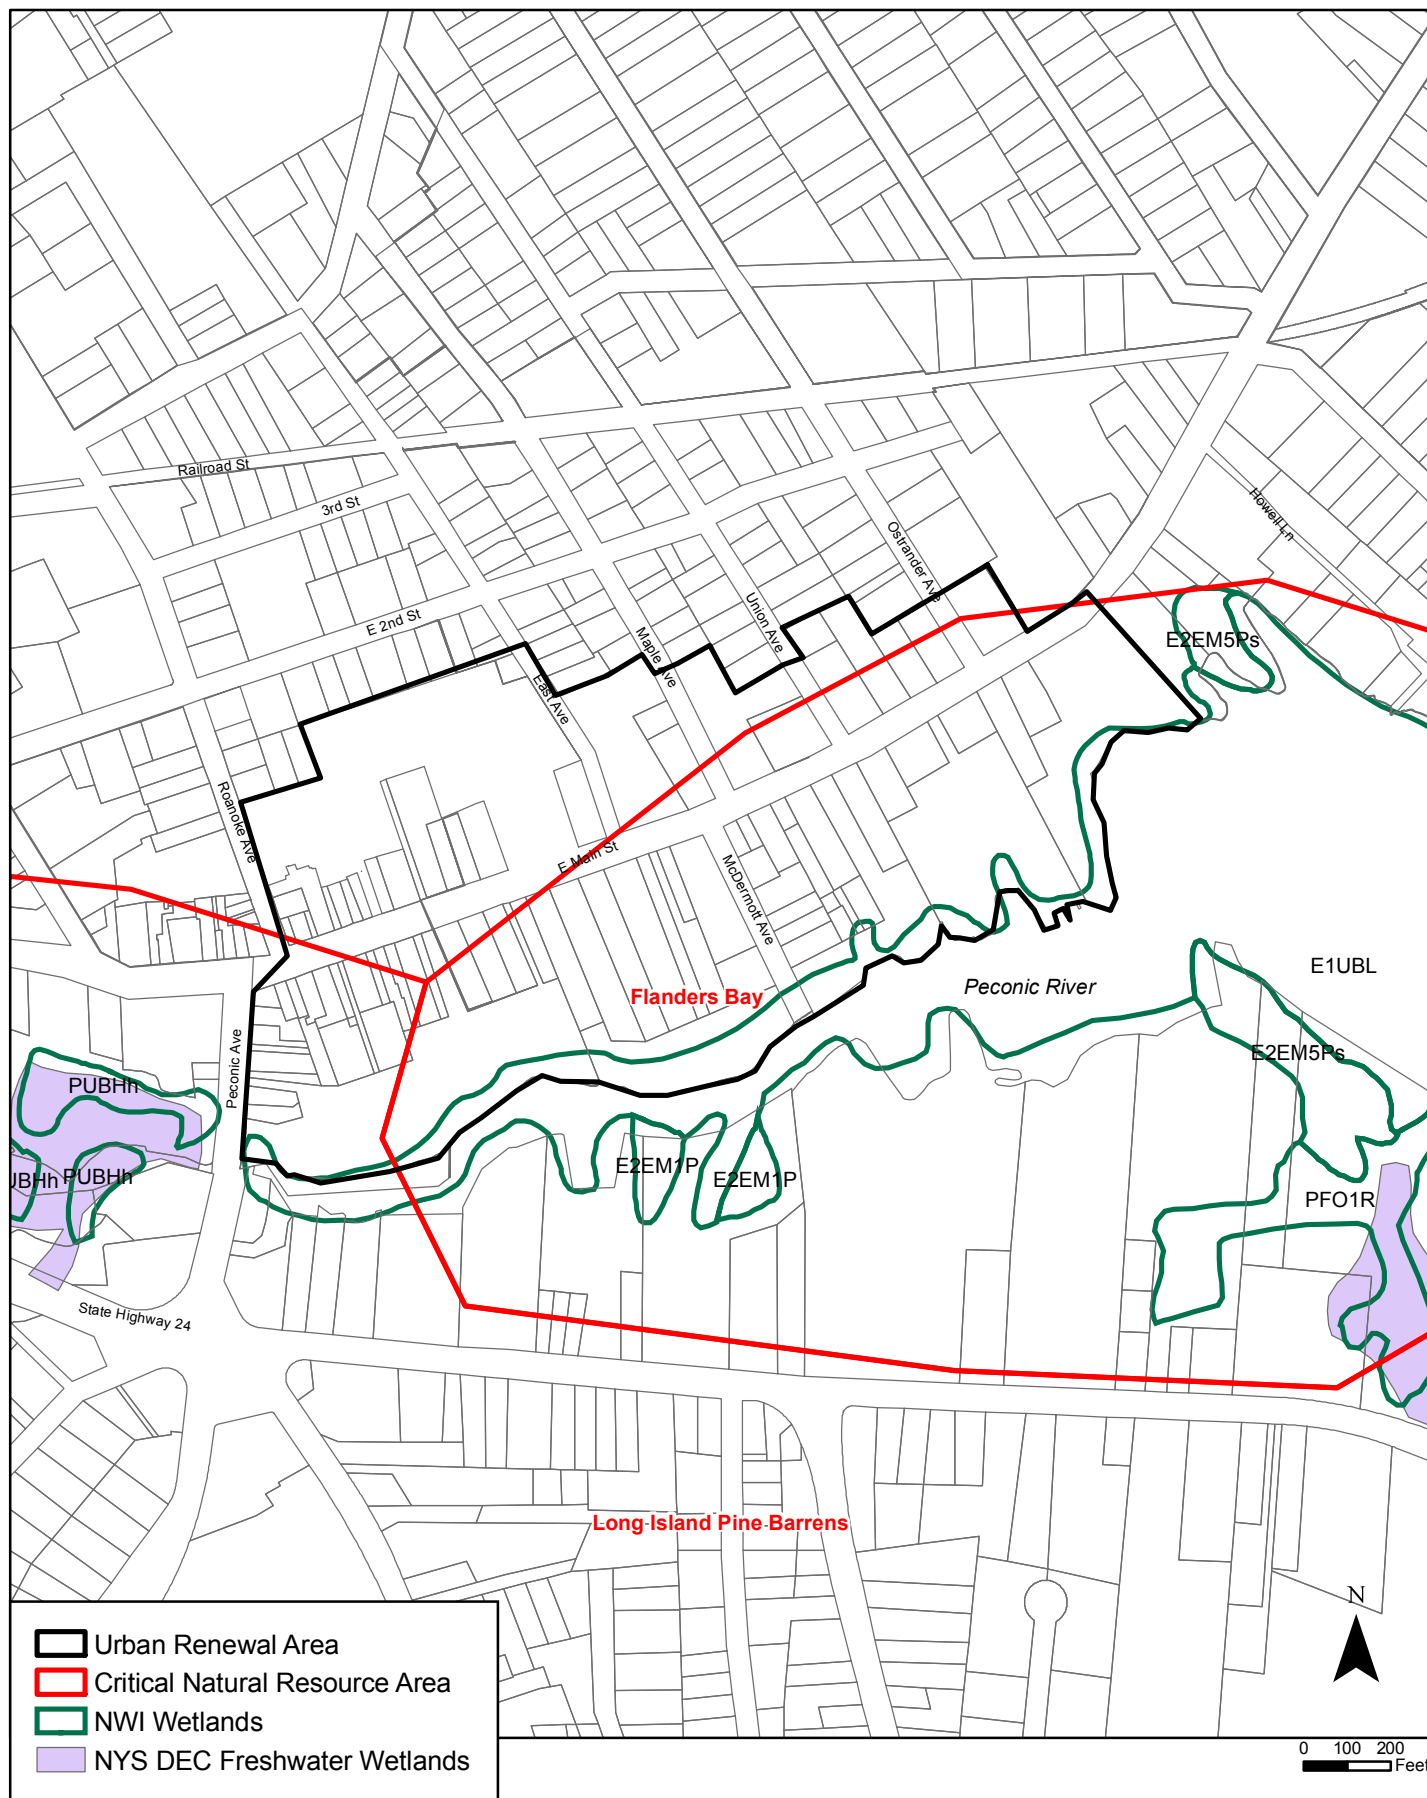 Railroad St
3rd St
Howell Ln
Ostrander Ave
Union Ave
E 2nd St
Maple Ave
E2EM5Ps
East Ave
Roanoke Ave
E Main St
McDermott Ave
E1UBL
Peconic River
Flanders Bay
Peconic Ave
E2EM5Ps
PUBHh
E2EM1P
UBHh
PUBHh
E2EM1P
PFO1R
State Highway 24
Long Island Pine Barrens
N
Urban Renewal Area
Critical Natural Resource Area
NWI Wetlands
NYS DEC Freshwater Wetlands
0 100 200
Feet